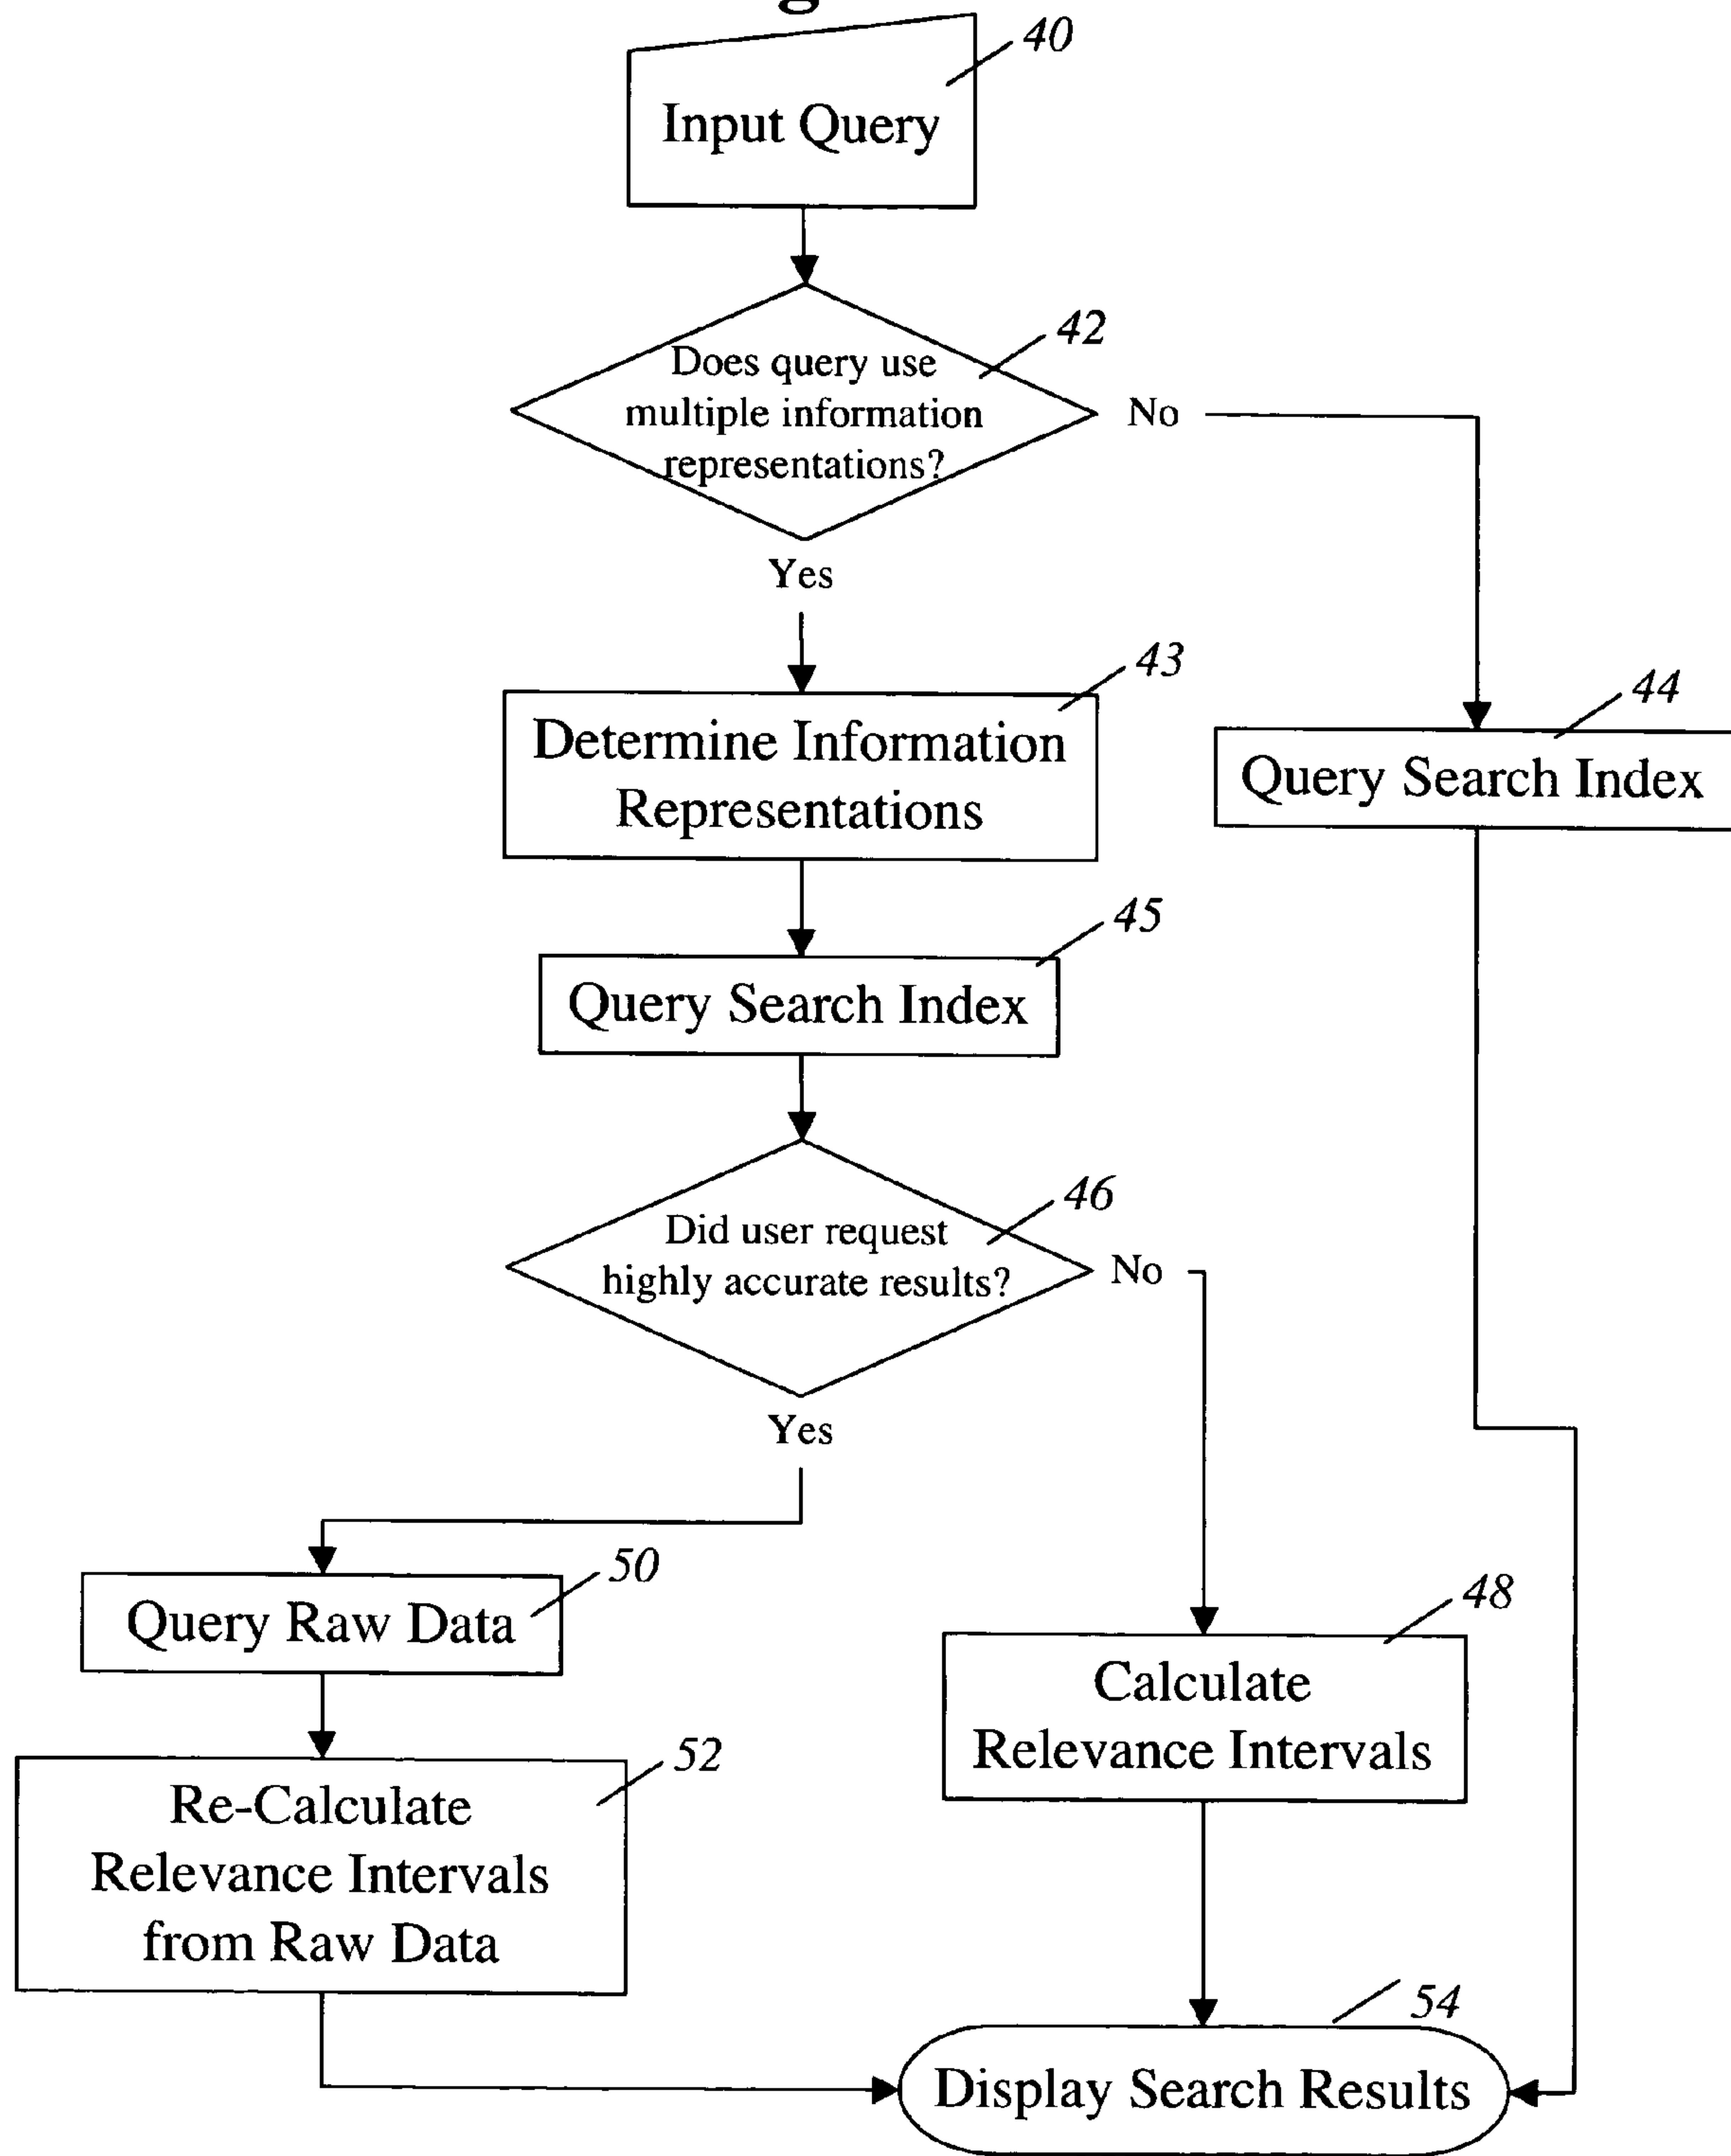 40
Input Query
42
Does query use
multiple information
representations?
No
Yes
43
Determine Information
Representations
44
Query Search Index
45
Query Search Index
46
Did user request
highly accurate results?
No
Yes
50
Query Raw Data
48
Calculate
Relevance Intervals
52
Re-Calculate
Relevance Intervals
from Raw Data
54
Display Search Results